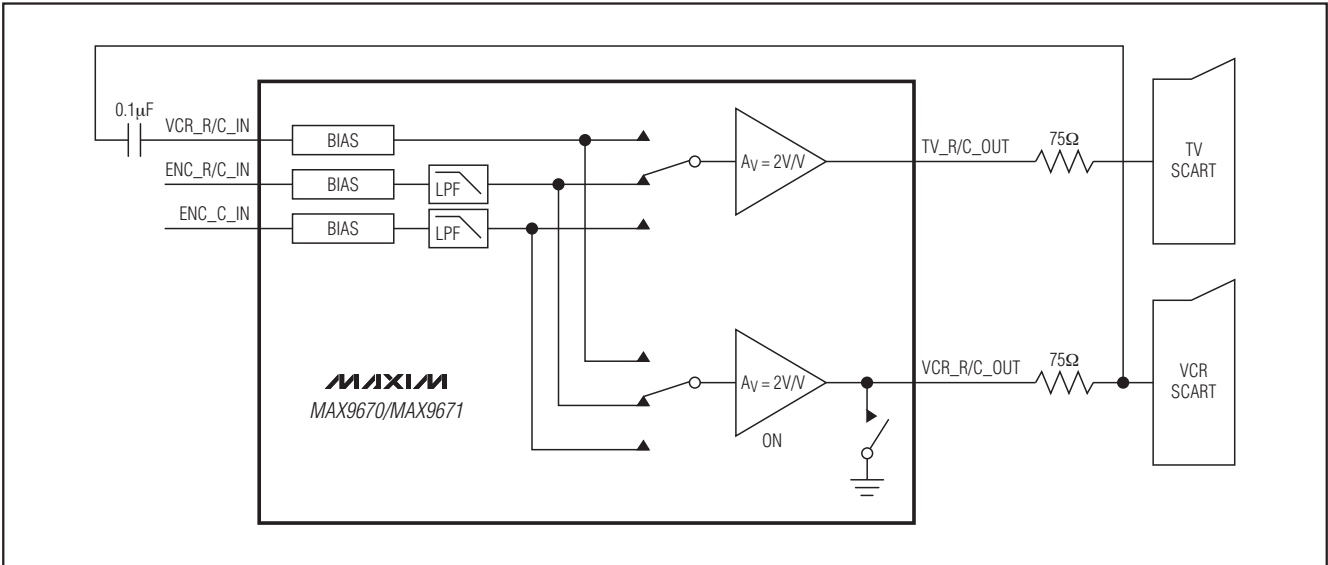 0.1μF
VCR_R/C_IN
BIAS
ENC_R/C_IN
BIAS
LPF
ENC_C_IN
BIAS
LPF
AV = 2V/V
TV_R/C_OUT
75Ω
TV
SCART
MAXIM
MAX9670/MAX9671
AV = 2V/V
ON
VCR_R/C_OUT
75Ω
VCR
SCART